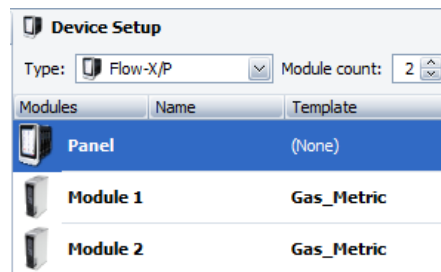 Device Setup
Type: Flow-X/P Module count: 2
Modules Name Template
Panel (None)
Module 1 Gas_Metric
Module 2 Gas_Metric